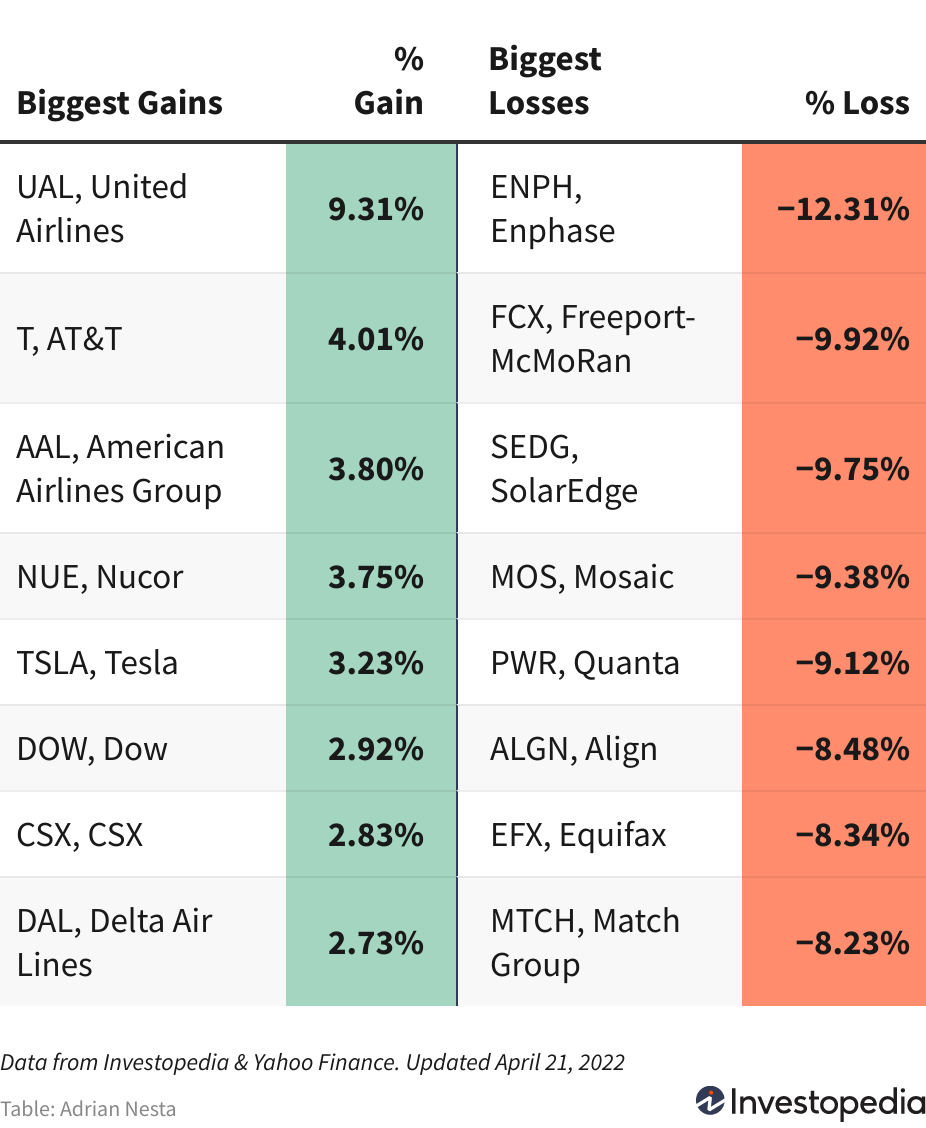 Biggest Gains % Gain Biggest Losses % Loss
UAL, United Airlines 9.31% ENPH, Enphase −12.31%
T, AT&T 4.01% FCX, Freeport-McMoRan −9.92%
AAL, American Airlines Group 3.80% SEDG, SolarEdge −9.75%
NUE, Nucor 3.75% MOS, Mosaic −9.38%
TSLA, Tesla 3.23% PWR, Quanta −9.12%
DOW, Dow 2.92% ALGN, Align −8.48%
CSX, CSX 2.83% EFX, Equifax −8.34%
DAL, Delta Air Lines 2.73% MTCH, Match Group −8.23%
Data from Investopedia & Yahoo Finance. Updated April 21, 2022
Table: Adrian Nesta
Investopedia